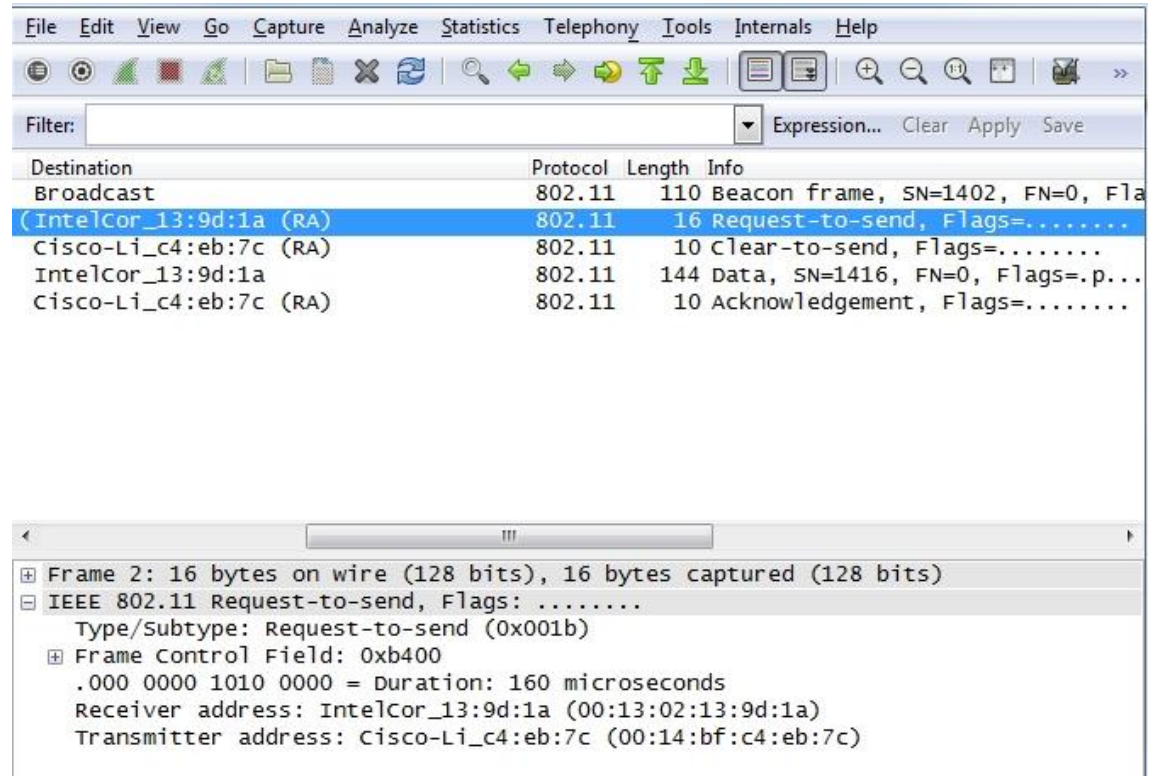 File Edit View Go Capture Analyze Statistics Telephony Tools Internals Help
Filter: Expression... Clear Apply Save
Destination Protocol Length Info
Broadcast 802.11 110 Beacon frame, SN=1402, FN=0, Fla
(IntelCor_13:9d:1a (RA) 802.11 16 Request-to-send, Flags=........
Cisco-Li_c4:eb:7c (RA) 802.11 10 Clear-to-send, Flags=........
IntelCor_13:9d:1a 802.11 144 Data, SN=1416, FN=0, Flags=.p...
Cisco-Li_c4:eb:7c (RA) 802.11 10 Acknowledgement, Flags=........
Frame 2: 16 bytes on wire (128 bits), 16 bytes captured (128 bits)
IEEE 802.11 Request-to-send, Flags: ........
Type/Subtype: Request-to-send (0x001b)
Frame Control Field: 0xb400
.000 0000 1010 0000 = Duration: 160 microseconds
Receiver address: IntelCor_13:9d:1a (00:13:02:13:9d:1a)
Transmitter address: Cisco-Li_c4:eb:7c (00:14:bf:c4:eb:7c)